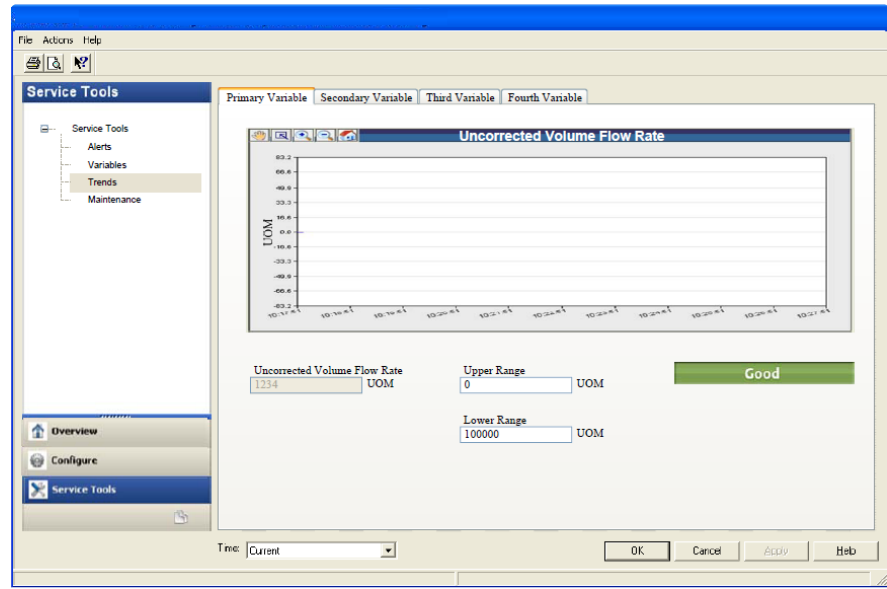 File Actions Help
Service Tools
Service Tools
Alerts
Variables
Trends
Maintenance
Overview
Configure
Service Tools
Primary Variable Secondary Variable Third Variable Fourth Variable
Uncorrected Volume Flow Rate
UOM
83.2
66.6
49.9
33.3
16.6
0.0
-16.6
-33.3
-49.9
-66.6
-83.2
Uncorrected Volume Flow Rate
1234 UOM
Upper Range
0 UOM
Good
Lower Range
100000 UOM
Time: Current
OK Cancel Apply Help